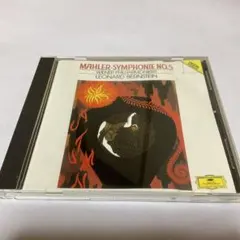 MAHLER·SYMPHONIE NO.5
WIENER PHILHARMONIKER
LEONARD BERNSTEIN